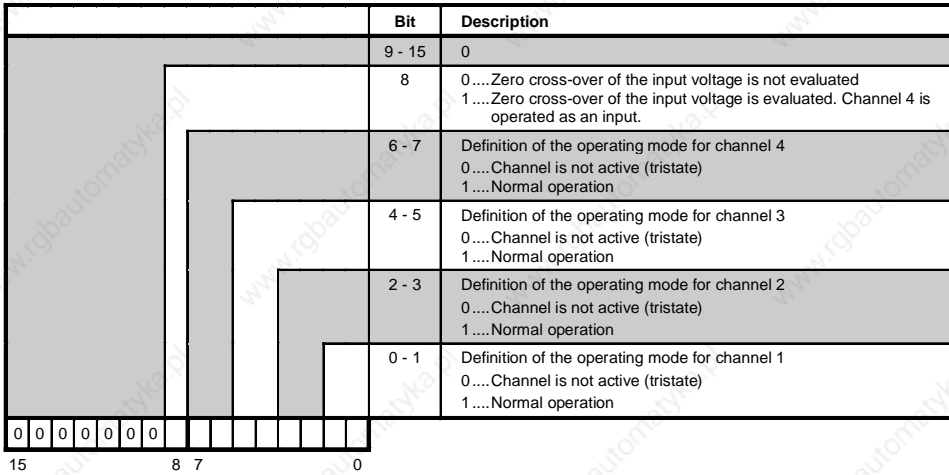 Bit Description
9 - 15 0
8 0....Zero cross-over of the input voltage is not evaluated
1....Zero cross-over of the input voltage is evaluated. Channel 4 is
operated as an input.
6 - 7 Definition of the operating mode for channel 4
0....Channel is not active (tristate)
1....Normal operation
4 - 5 Definition of the operating mode for channel 3
0....Channel is not active (tristate)
1....Normal operation
2 - 3 Definition of the operating mode for channel 2
0....Channel is not active (tristate)
1....Normal operation
0 - 1 Definition of the operating mode for channel 1
0....Channel is not active (tristate)
1....Normal operation
0 0 0 0 0 0 0
15 8 7 0
www.rgbautomatyka.pl